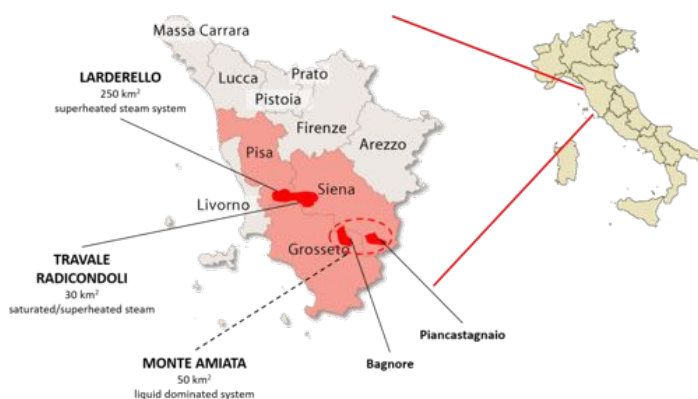 Massa Carrara
LARDERELLO
250 km²
superheated steam system
Lucca
Prato
Pistoia
Firenze
Arezzo
Pisa
Siena
Livorno
Grosseto
TRAVALE
RADICONDOLI
30 km²
saturated/superheated steam
Piancastagnaio
MONTE AMIATA
50 km²
liquid dominated system
Bagnore